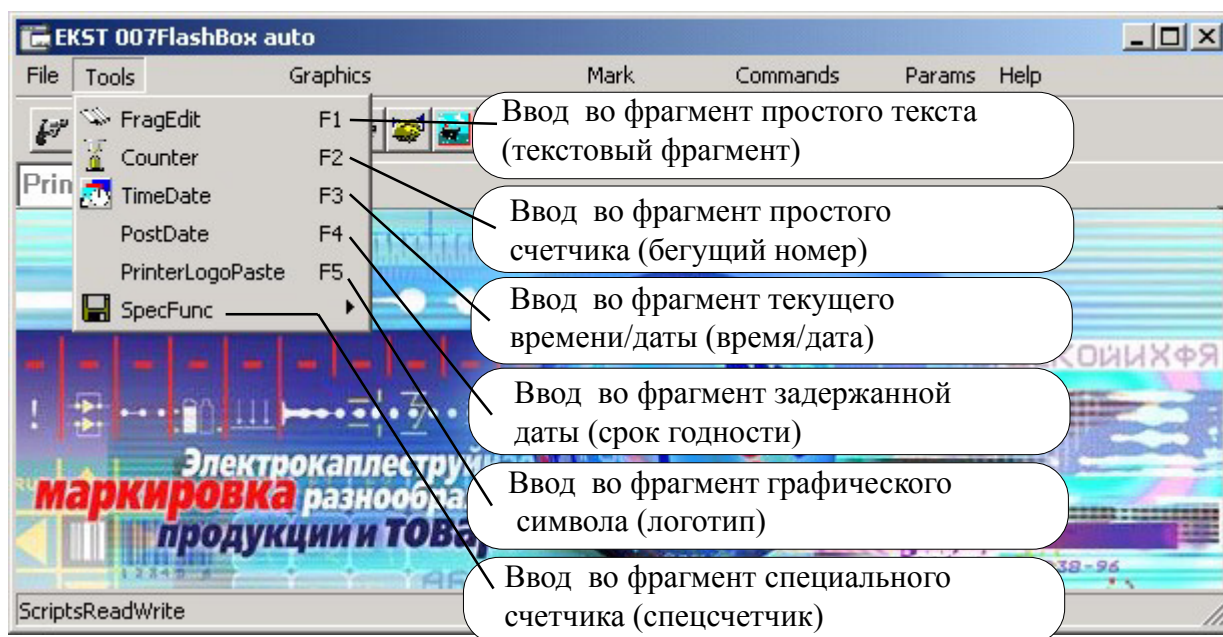 EKST 007FlashBox auto
File Tools Graphics Mark Commands Params Help
FragEdit F1
Counter F2
TimeDate F3
PostDate F4
PrinterLogoPaste F5
SpecFunc
Prin
Ввод во фрагмент простого текста
(текстовый фрагмент)
Ввод во фрагмент простого
счетчика (бегущий номер)
Ввод во фрагмент текущего
времени/даты (время/дата)
Ввод во фрагмент задержанной
даты (срок годности)
Ввод во фрагмент графического
символа (логотип)
Ввод во фрагмент специального
счетчика (спецсчетчик)
маркировка
продукции и
38-96
ScriptsReadWrite